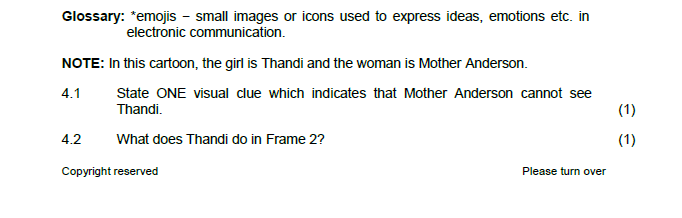 Glossary: *emojis – small images or icons used to express ideas, emotions etc. in
electronic communication.
NOTE: In this cartoon, the girl is Thandi and the woman is Mother Anderson.
4.1 State ONE visual clue which indicates that Mother Anderson cannot see
Thandi. (1)
4.2 What does Thandi do in Frame 2? (1)
Copyright reserved Please turn over